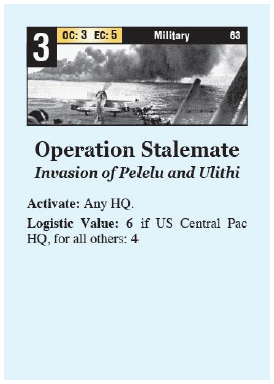 3
OC: 3 EC: 5 Military 63
Operation Stalemate
Invasion of Pelelu and Ulithi
Activate: Any HQ.
Logistic Value: 6 if US Central Pac
HQ, for all others: 4